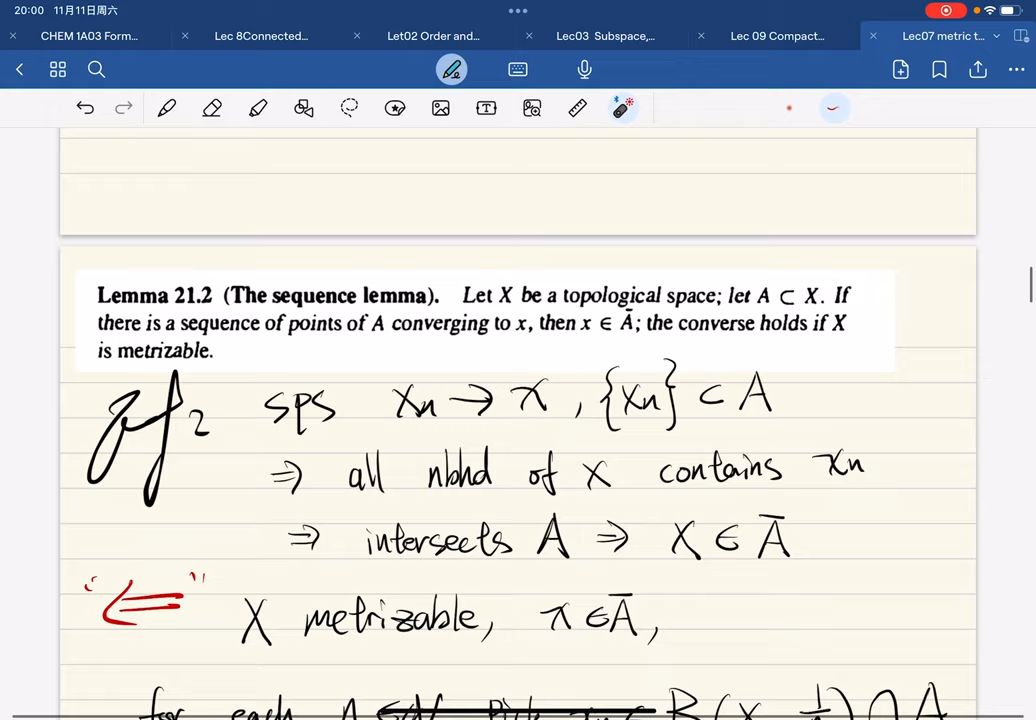 20:00 11月11日周六
CHEM 1A03 Form... Lec 8Connected... Let02 Order and... Lec03 Subspace,... Lec 09 Compact... Lec07 metric t...
Lemma 21.2 (The sequence lemma). Let X be a topological space; let A ⊂ X. If
there is a sequence of points of A converging to x, then x ∈ Ā; the converse holds if X
is metrizable.
sps xn → x, {xn} ⊂ A
⇒ all nbhd of x contains xn
⇒ intersects A ⇒ x ∈ Ā
"⇐" X metrizable, x ∈ Ā,
for each n B(x, 1/n) ∩ A